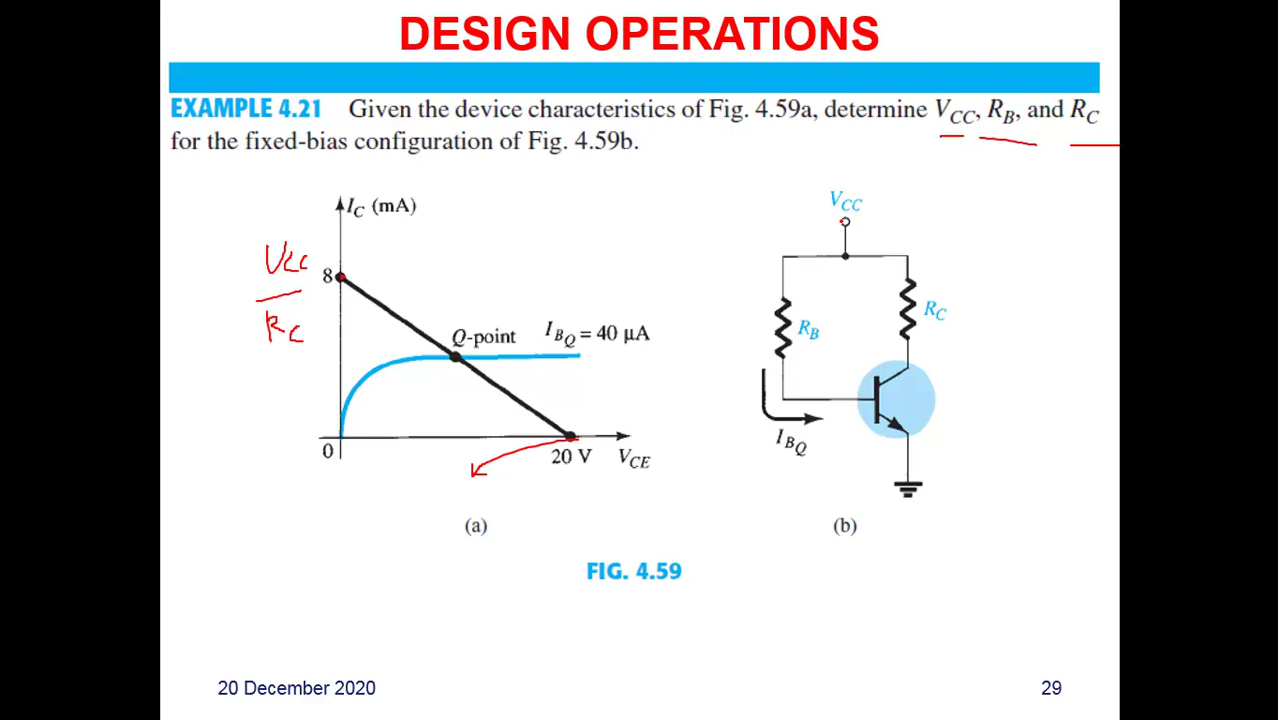 DESIGN OPERATIONS
EXAMPLE 4.21 Given the device characteristics of Fig. 4.59a, determine V_CC, R_B, and R_C
for the fixed-bias configuration of Fig. 4.59b.
I_C (mA)
V_CC
8
V_CC
R_C
Q-point
I_BQ = 40 μA
0
20 V
V_CE
R_B
R_C
I_BQ
(a)
(b)
FIG. 4.59
20 December 2020
29